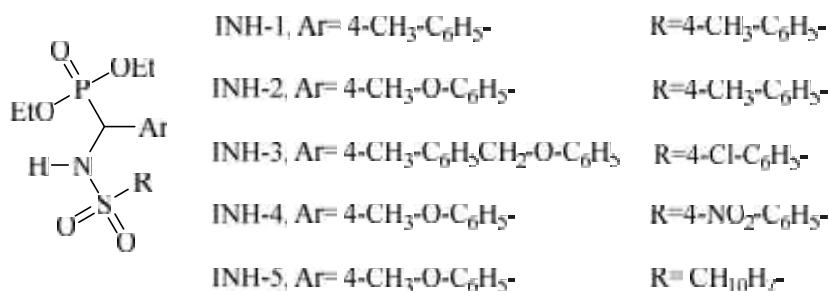 INH-1, Ar= 4-CH₃-C₆H₅- R=4-CH₃-C₆H₅-
INH-2, Ar= 4-CH₃-O-C₆H₅- R=4-CH₃-C₆H₅-
INH-3, Ar= 4-CH₃-C₆H₅CH₂-O-C₆H₅ R=4-Cl-C₆H₅-
INH-4, Ar= 4-CH₃-O-C₆H₅- R=4-NO₂-C₆H₅-
INH-5, Ar= 4-CH₃-O-C₆H₅- R= CH₁₀H₇-
O
OEt
P
EtO
Ar
H-N
R
O
S
O